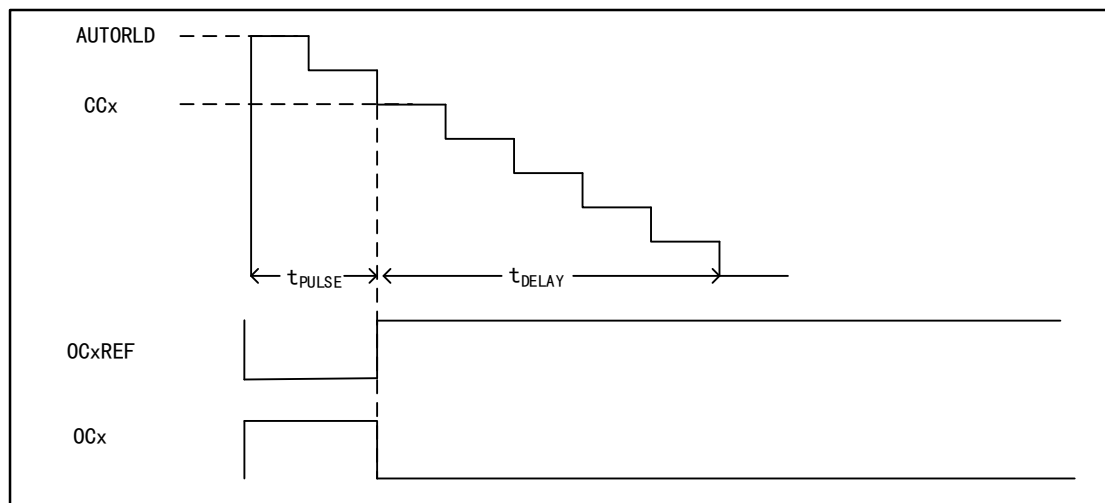 AUTORLD
CCx
tPULSE
tDELAY
OCxREF
OCx